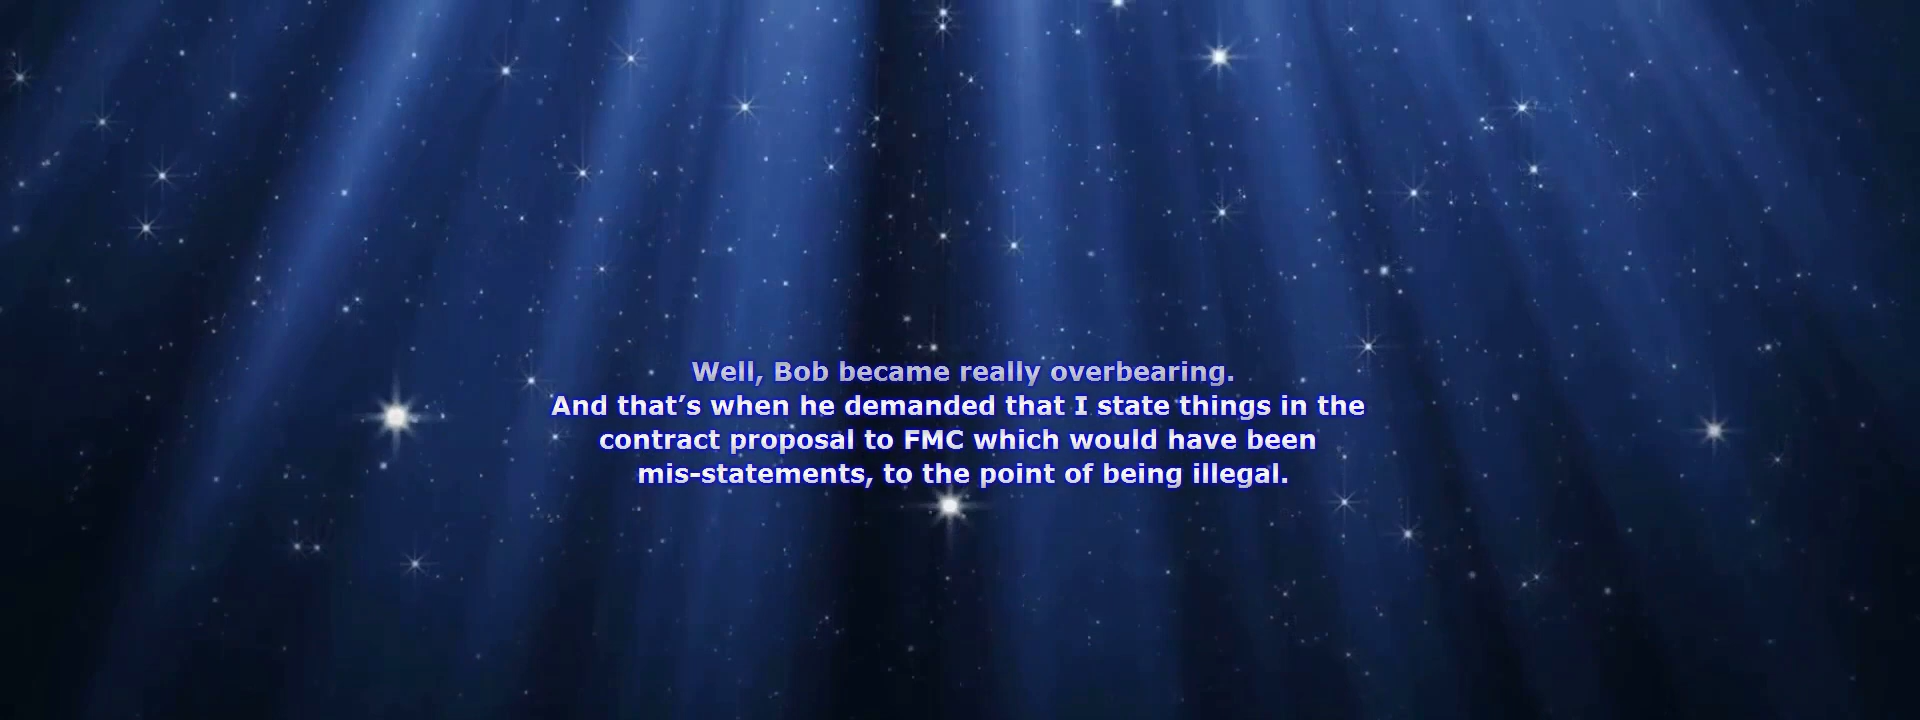 Well, Bob became really overbearing.
And that’s when he demanded that I state things in the
contract proposal to FMC which would have been
mis-statements, to the point of being illegal.